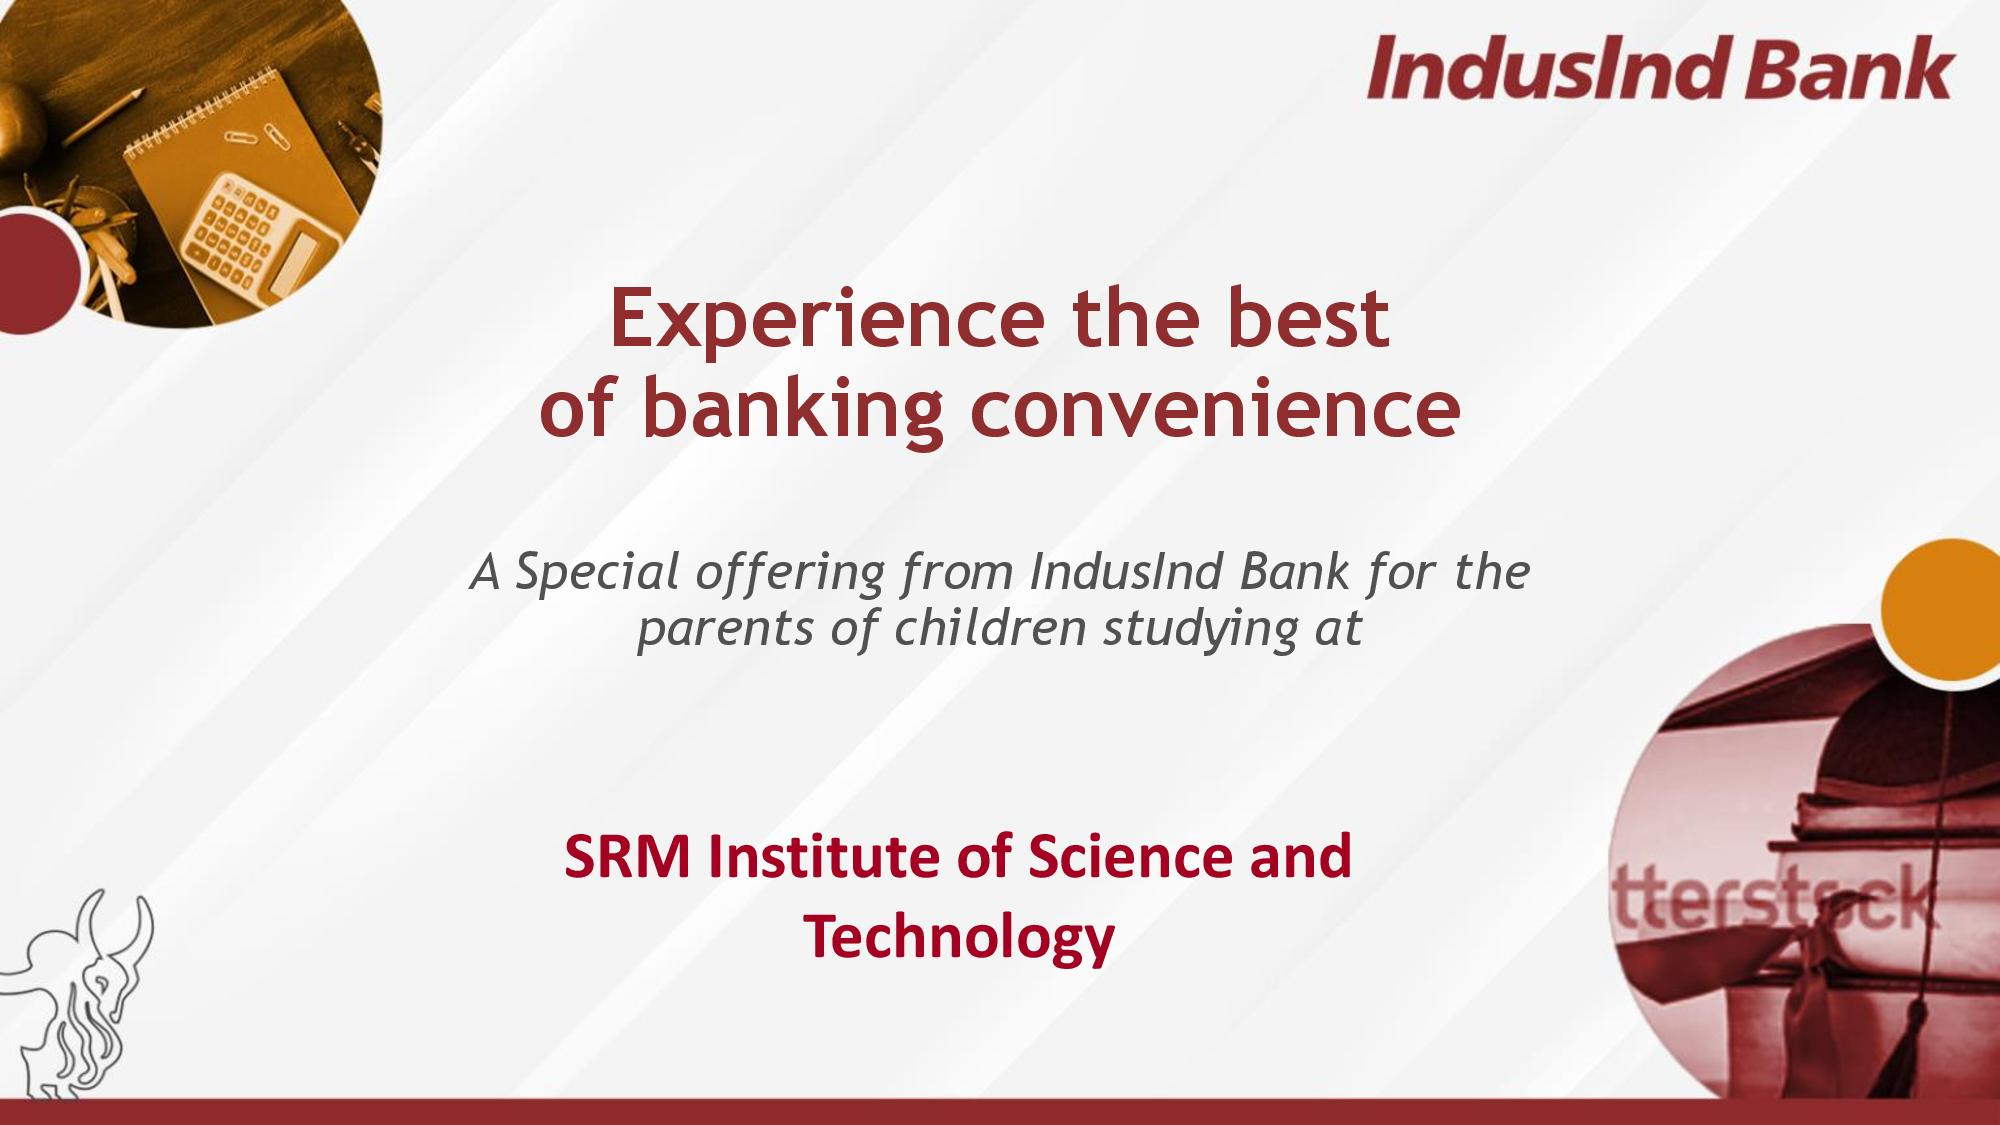 IndusInd Bank
Experience the best
of banking convenience
A Special offering from IndusInd Bank for the
parents of children studying at
SRM Institute of Science and
Technology
tterstock